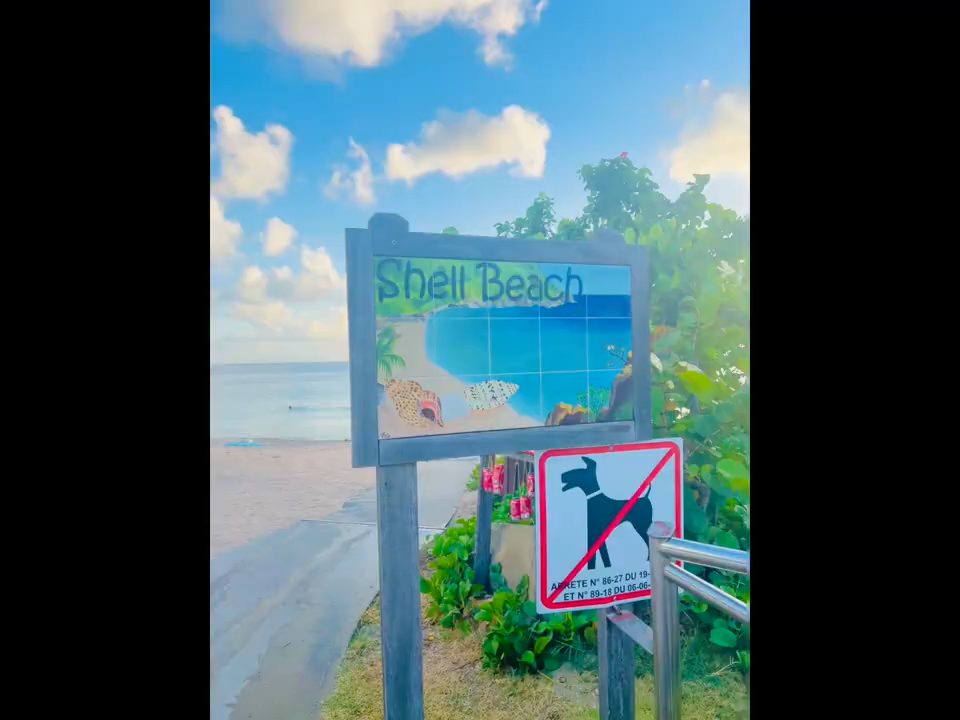 Shell Beach
ARRETE N° 86-27 DU 19-
ET N° 89-18 DU 06-06-